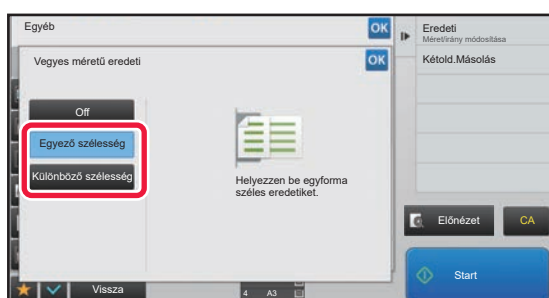 Egyéb
OK
Vegyes méretű eredeti
OK
Off
Egyező szélesség
Különböző szélesség
Helyezzen be egyforma
széles eredetiket.
Vissza
4 A3
Eredeti
Méret/irány módosítása
Kétold.Másolás
Előnézet
CA
Start